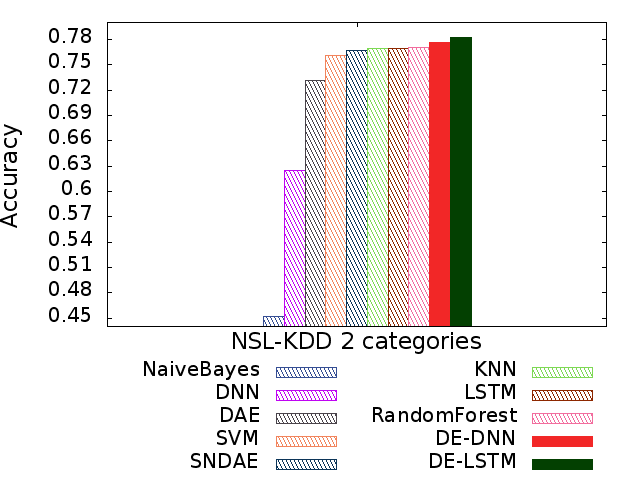 0.78
0.75
0.72
0.69
0.66
0.63
0.6
0.57
0.54
0.51
0.48
0.45
Accuracy
NSL-KDD 2 categories
NaiveBayes
DNN
DAE
SVM
SNDAE
KNN
LSTM
RandomForest
DE-DNN
DE-LSTM